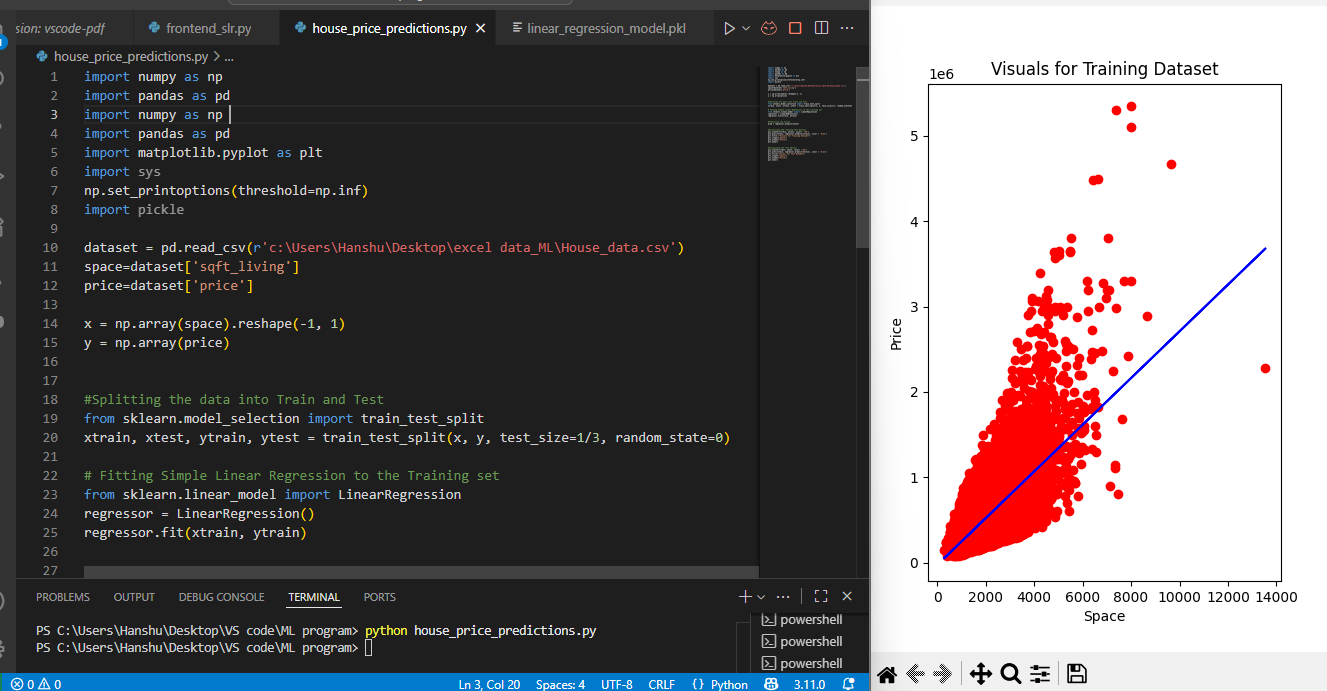 sion: vscode-pdf
frontend_slr.py
house_price_predictions.py
linear_regression_model.pkl
house_price_predictions.py > ...
1 import numpy as np
2 import pandas as pd
3 import numpy as np
4 import pandas as pd
5 import matplotlib.pyplot as plt
6 import sys
7 np.set_printoptions(threshold=np.inf)
8 import pickle
9
10 dataset = pd.read_csv(r'c:\Users\Hanshu\Desktop\excel data_ML\House_data.csv')
11 space=dataset['sqft_living']
12 price=dataset['price']
13
14 x = np.array(space).reshape(-1, 1)
15 y = np.array(price)
16
17
18 #Splitting the data into Train and Test
19 from sklearn.model_selection import train_test_split
20 xtrain, xtest, ytrain, ytest = train_test_split(x, y, test_size=1/3, random_state=0)
21
22 # Fitting Simple Linear Regression to the Training set
23 from sklearn.linear_model import LinearRegression
24 regressor = LinearRegression()
25 regressor.fit(xtrain, ytrain)
26
27
PROBLEMS OUTPUT DEBUG CONSOLE TERMINAL PORTS
PS C:\Users\Hanshu\Desktop\VS code\ML program> python house_price_predictions.py
PS C:\Users\Hanshu\Desktop\VS code\ML program>
powershell
powershell
powershell
0 0 Ln 3, Col 20 Spaces: 4 UTF-8 CRLF {} Python 3.11.0
Visuals for Training Dataset
1e6
5
4
3
2
1
0
Price
0 2000 4000 6000 8000 10000 12000 14000
Space